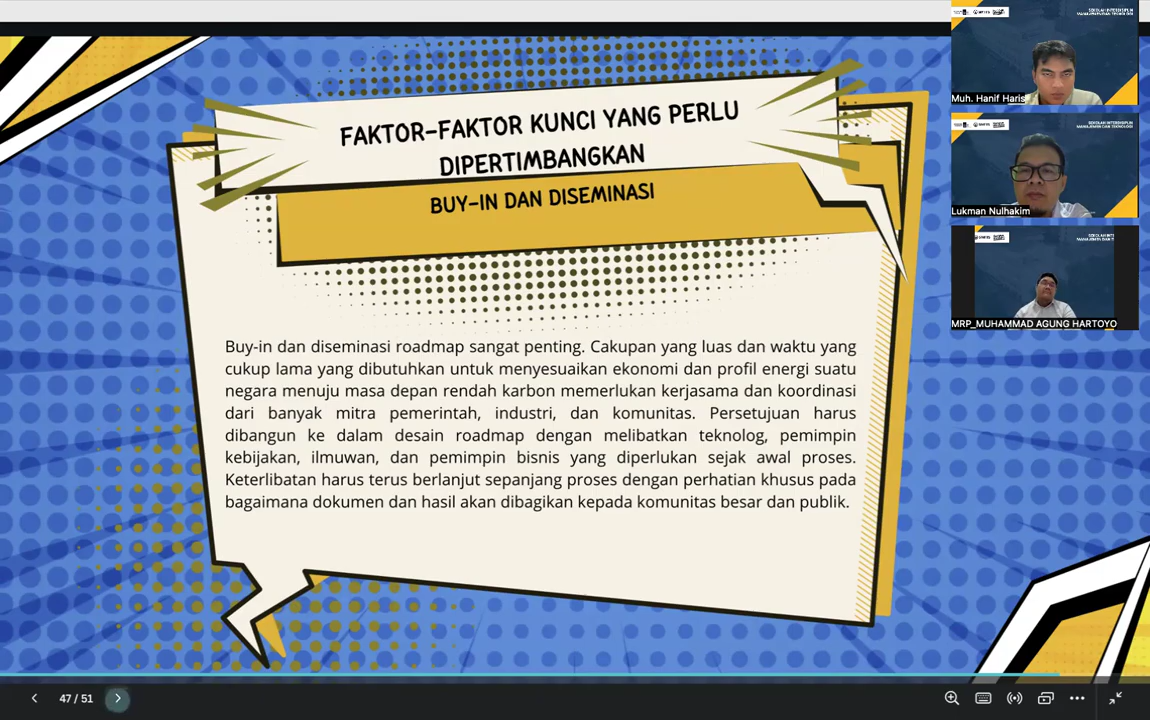 FAKTOR-FAKTOR KUNCI YANG PERLU
DIPERTIMBANGKAN
BUY-IN DAN DISEMINASI
Buy-in dan diseminasi roadmap sangat penting. Cakupan yang luas dan waktu yang
cukup lama yang dibutuhkan untuk menyesuaikan ekonomi dan profil energi suatu
negara menuju masa depan rendah karbon memerlukan kerjasama dan koordinasi
dari banyak mitra pemerintah, industri, dan komunitas. Persetujuan harus
dibangun ke dalam desain roadmap dengan melibatkan teknolog, pemimpin
kebijakan, ilmuwan, dan pemimpin bisnis yang diperlukan sejak awal proses.
Keterlibatan harus terus berlanjut sepanjang proses dengan perhatian khusus pada
bagaimana dokumen dan hasil akan dibagikan kepada komunitas besar dan publik.
Muh. Hanif Haris
Lukman Nulhakim
MRP_MUHAMMAD AGUNG HARTOYO
47 / 51